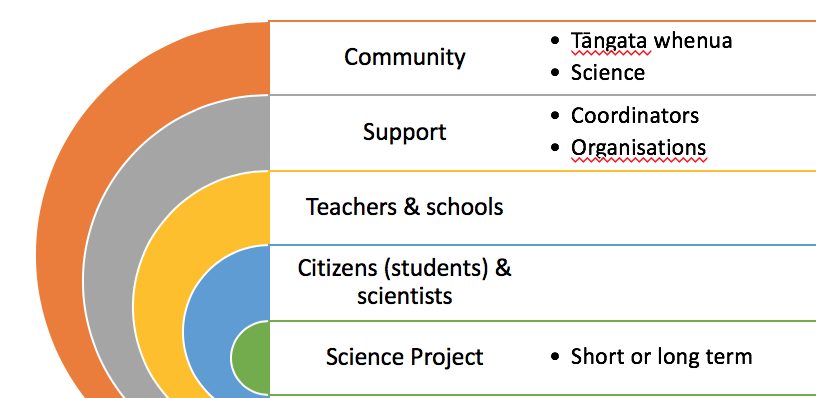 Community
• Tāngata whenua
• Science
Support
• Coordinators
• Organisations
Teachers & schools
Citizens (students) &
scientists
Science Project
• Short or long term